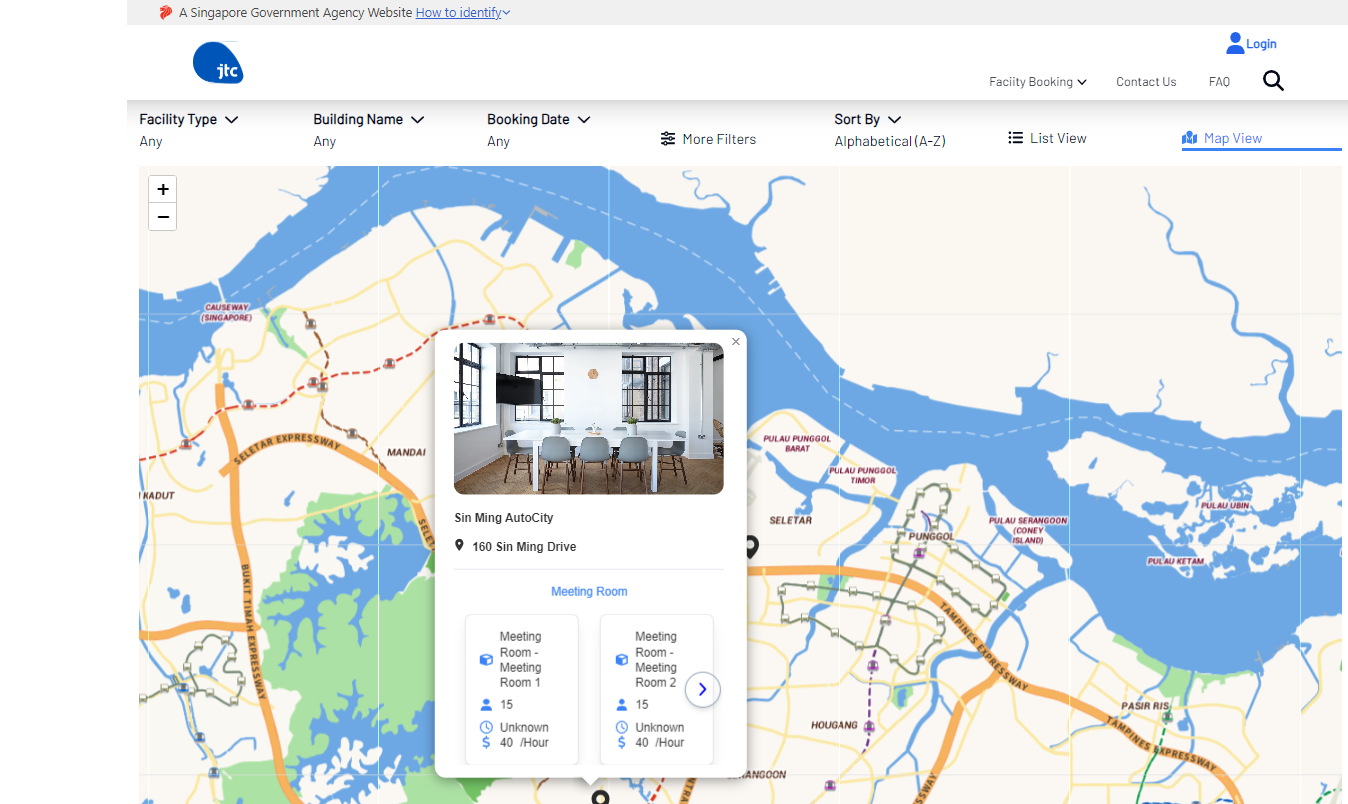 A Singapore Government Agency Website How to identify
jtc
Login
Faciity Booking
Contact Us
FAQ
Facility Type
Any
Building Name
Any
Booking Date
Any
More Filters
Sort By
Alphabetical (A-Z)
List View
Map View
+
−
CAUSEWAY
(SINGAPORE)
SELETAR EXPRESSWAY
MANDAI
KADUT
BUKIT TIMAH EXPRESSWAY
×
Sin Ming AutoCity
160 Sin Ming Drive
Meeting Room
Meeting
Room -
Meeting
Room 1
15
Unknown
$ 40 /Hour
Meeting
Room -
Meeting
Room 2
15
Unknown
$ 40 /Hour
PULAU PUNGGOL
BARAT
PULAU PUNGGOL
TIMOR
SELETAR
PUNGGOL
PULAU SERANGOON
(CONEY
ISLAND)
PULAU UBIN
PULAU KETAM
TAMPINES EXPRESSWAY
HOUGANG
PASIR RIS
TAMPINES EXPRESSWAY